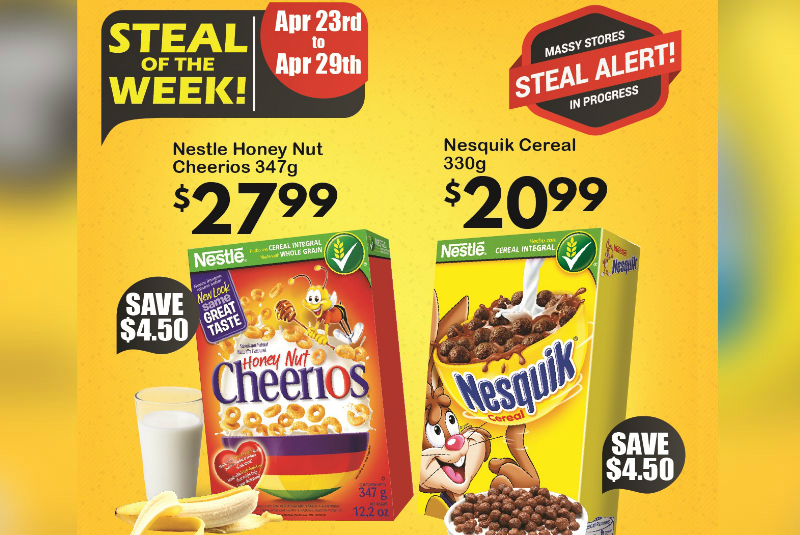 STEAL
OF THE
WEEK!
Apr 23rd
to
Apr 29th
MASSY STORES
STEAL ALERT!
IN PROGRESS
Nestle Honey Nut
Cheerios 347g
$27.99
Nesquik Cereal
330g
$20.99
SAVE
$4.50
Nestlé
CEREAL INTEGRAL
WHOLE GRAIN
New Look
same
GREAT
TASTE
Honey Nut
Cheerios
347 g
12.2 oz
Nestlé
CEREAL INTEGRAL
Nesquik
Nesquik
Cereal
SAVE
$4.50